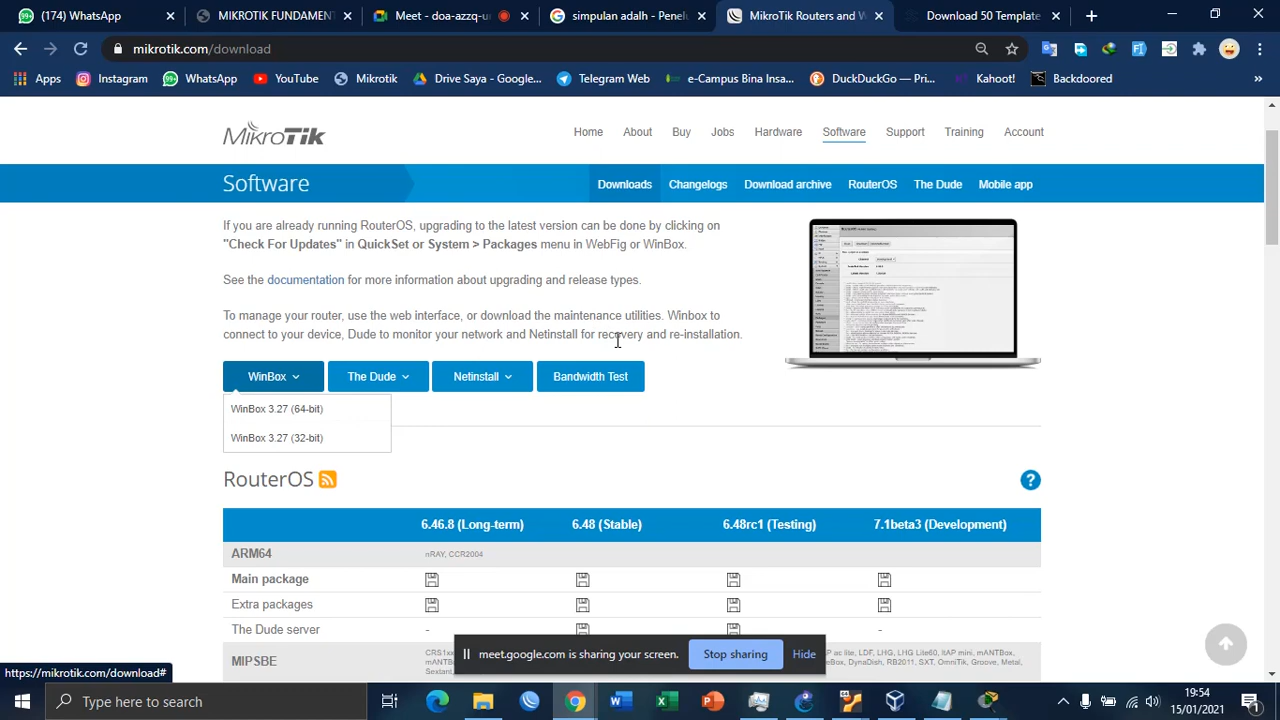 (174) WhatsApp
MIKROTIK FUNDAMENT
Meet - doa-zezq-u
simpulan adalh - Penelu
MikroTik Routers and W
Download 50 Template
mikrotik.com/download
Apps
Instagram
WhatsApp
YouTube
Mikrotik
Drive Saya - Google...
Telegram Web
e-Campus Bina Insa...
DuckDuckGo — Pri...
Kahoot!
Backdoored
MikroTik
Home
About
Buy
Jobs
Hardware
Software
Support
Training
Account
Software
Downloads
Changelogs
Download archive
RouterOS
The Dude
Mobile app
If you are already running RouterOS, upgrading to the latest version can be done by clicking on
"Check For Updates" in QuickSet or System > Packages menu in WebFig or WinBox.
See the documentation for more information about upgrading and release types.
To manage your router, use the web interface, or download the maintenance utilities. Winbox to
connect to your device, Dude to monitor your network and Netinstall for recovery and re-installation.
WinBox
The Dude
Netinstall
Bandwidth Test
WinBox 3.27 (64-bit)
WinBox 3.27 (32-bit)
RouterOS
?
6.46.8 (Long-term)
6.48 (Stable)
6.48rc1 (Testing)
7.1beta3 (Development)
ARM64
nRAY, CCR2004
Main package
Extra packages
The Dude server
-
-
MIPSBE
meet.google.com is sharing your screen.
Stop sharing
Hide
https://mikrotik.com/download#
Type here to search
19:54
15/01/2021